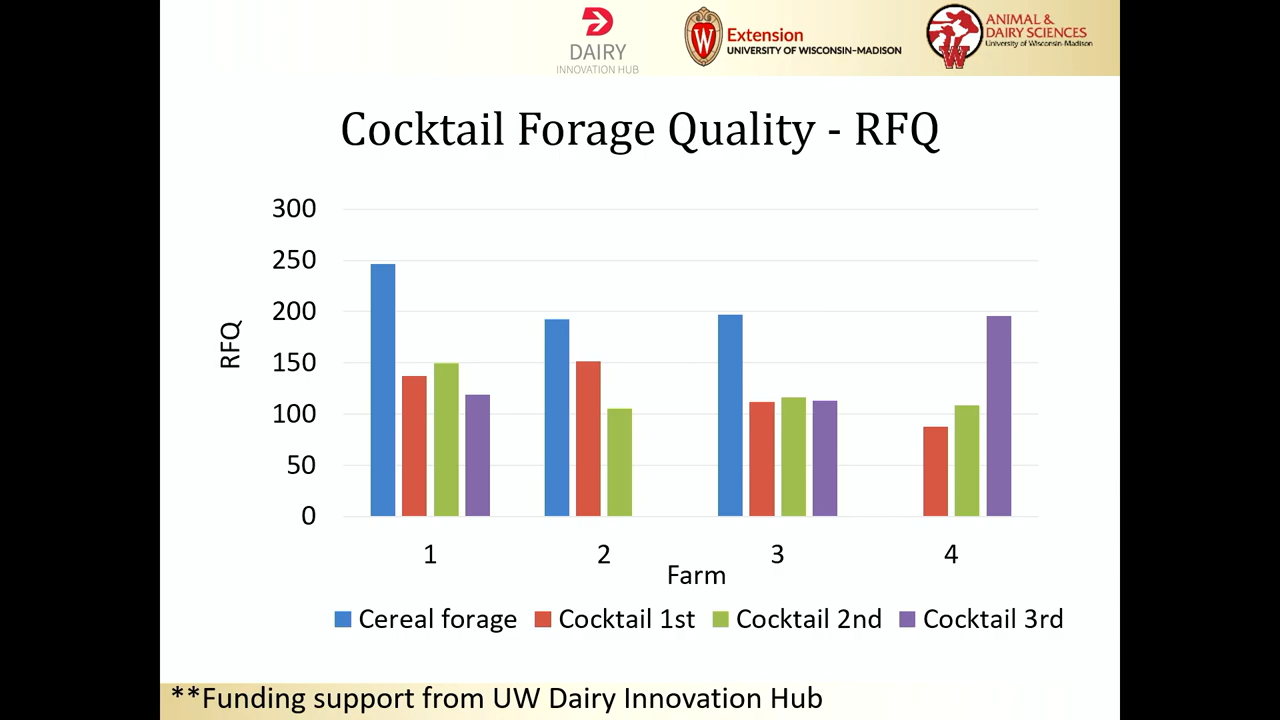 DAIRY
INNOVATION HUB
W
Extension
UNIVERSITY OF WISCONSIN–MADISON
W
ANIMAL &
DAIRY SCIENCES
University of Wisconsin-Madison
Cocktail Forage Quality - RFQ
300
250
200
150
100
50
0
RFQ
1 2 3 4
Farm
Cereal forage Cocktail 1st Cocktail 2nd Cocktail 3rd
**Funding support from UW Dairy Innovation Hub